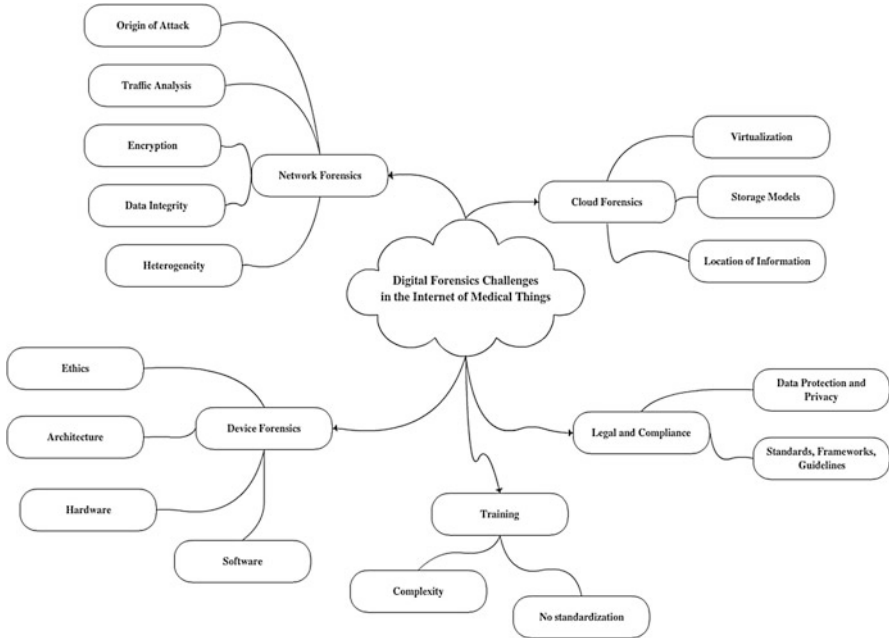 Origin of Attack
Traffic Analysis
Encryption
Data Integrity
Heterogeneity
Network Forensics
Cloud Forensics
Virtualization
Storage Models
Location of Information
Digital Forensics Challenges
in the Internet of Medical Things
Ethics
Architecture
Hardware
Software
Device Forensics
Legal and Compliance
Data Protection and
Privacy
Standards, Frameworks,
Guidelines
Training
Complexity
No standardization